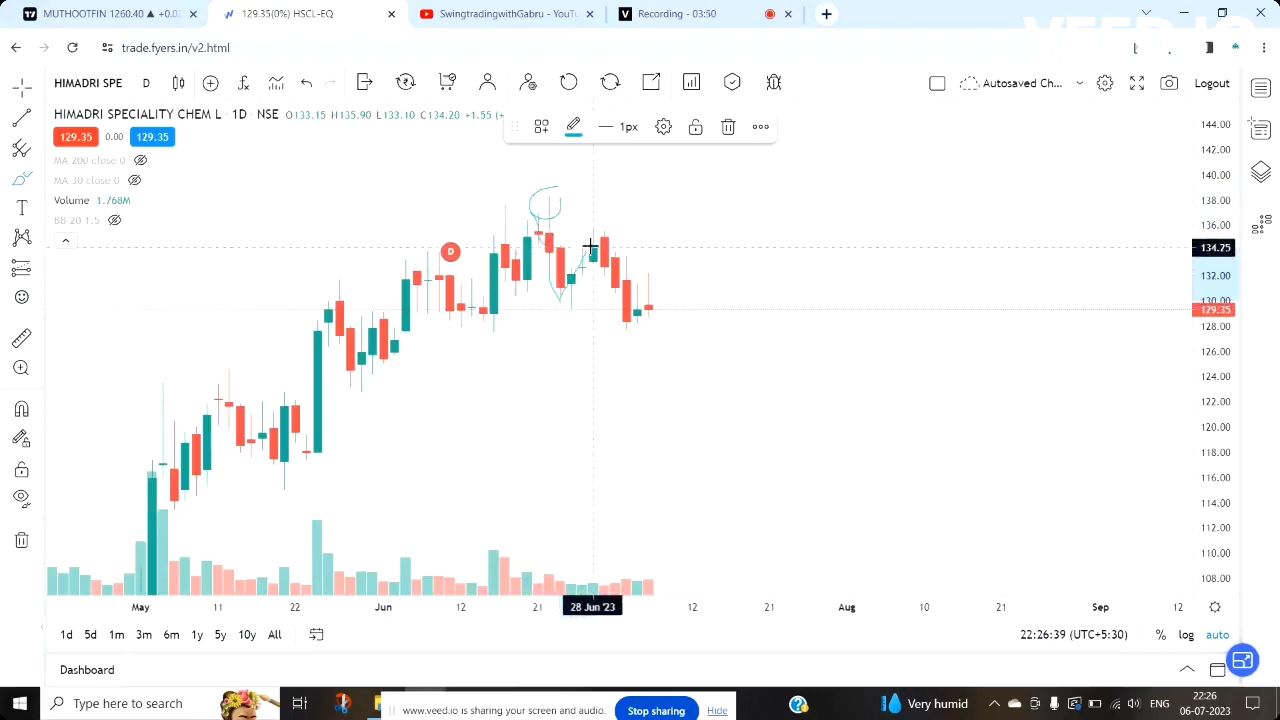 MUTHOOTFIN 1260.40 ▲ +0.0
129.35(0%) HSCL-EQ
SwingtradingwithGabru - YouTu
Recording - 03:50
VEED.IO
trade.fyers.in/v2.html
HIMADRI SPE
D
Autosaved Ch...
Logout
HIMADRI SPECIALITY CHEM L · 1D · NSE O133.15 H135.90 L133.10 C134.20 +1.55 (+
1px
129.35 0.00 129.35
MA 200 close 0
MA 30 close 0
Volume 1.768M
BB 20 1.5
D
144.00
142.00
140.00
138.00
136.00
134.25
132.00
130.00
129.35
128.00
126.00
124.00
122.00
120.00
118.00
116.00
114.00
112.00
110.00
108.00
May 11 22 Jun 12 21 28 Jun '23 12 21 Aug 10 21 Sep 12
1d 5d 1m 3m 6m 1y 5y 10y All
22:26:39 (UTC+5:30) % log auto
Dashboard
Type here to search
www.veed.io is sharing your screen and audio.
Stop sharing
Hide
Very humid
ENG
22:26
06-07-2023